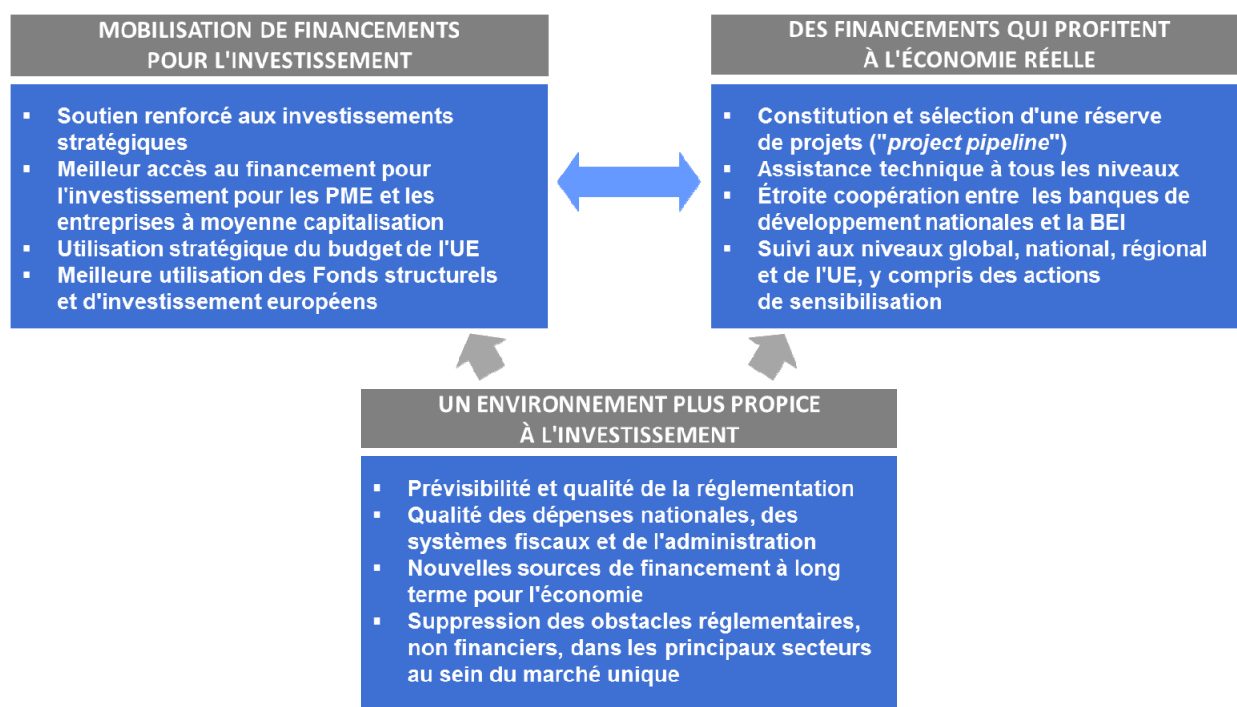 MOBILISATION DE FINANCEMENTS
POUR L'INVESTISSEMENT
▪ Soutien renforcé aux investissements
stratégiques
▪ Meilleur accès au financement pour
l'investissement pour les PME et les
entreprises à moyenne capitalisation
▪ Utilisation stratégique du budget de l'UE
▪ Meilleure utilisation des Fonds structurels
et d'investissement européens
DES FINANCEMENTS QUI PROFITENT
À L'ÉCONOMIE RÉELLE
▪ Constitution et sélection d'une réserve
de projets ("project pipeline")
▪ Assistance technique à tous les niveaux
▪ Étroite coopération entre les banques de
développement nationales et la BEI
▪ Suivi aux niveaux global, national, régional
et de l'UE, y compris des actions
de sensibilisation
UN ENVIRONNEMENT PLUS PROPICE
À L'INVESTISSEMENT
▪ Prévisibilité et qualité de la réglementation
▪ Qualité des dépenses nationales, des
systèmes fiscaux et de l'administration
▪ Nouvelles sources de financement à long
terme pour l'économie
▪ Suppression des obstacles réglementaires,
non financiers, dans les principaux secteurs
au sein du marché unique